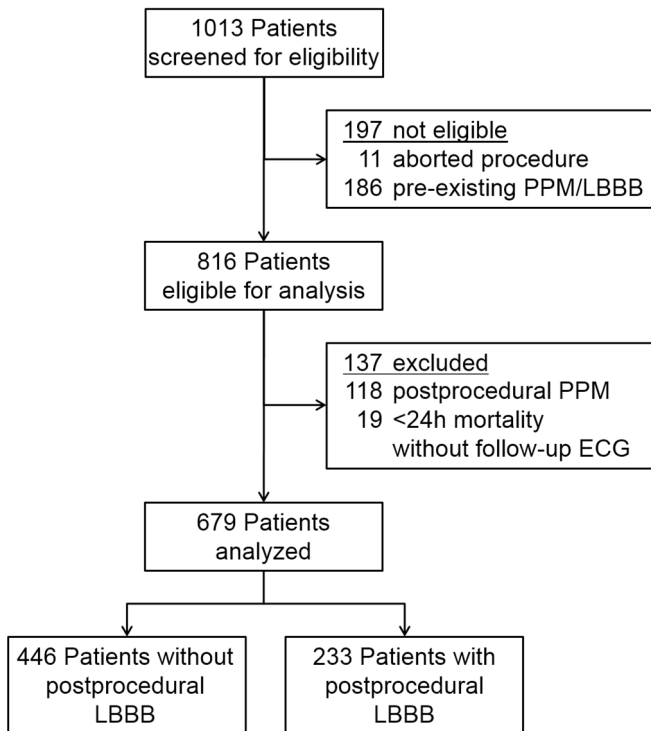 1013 Patients
screened for eligibility
197 not eligible
11 aborted procedure
186 pre-existing PPM/LBBB
816 Patients
eligible for analysis
137 excluded
118 postprocedural PPM
19 <24h mortality
without follow-up ECG
679 Patients
analyzed
446 Patients without
postprocedural
LBBB
233 Patients with
postprocedural
LBBB